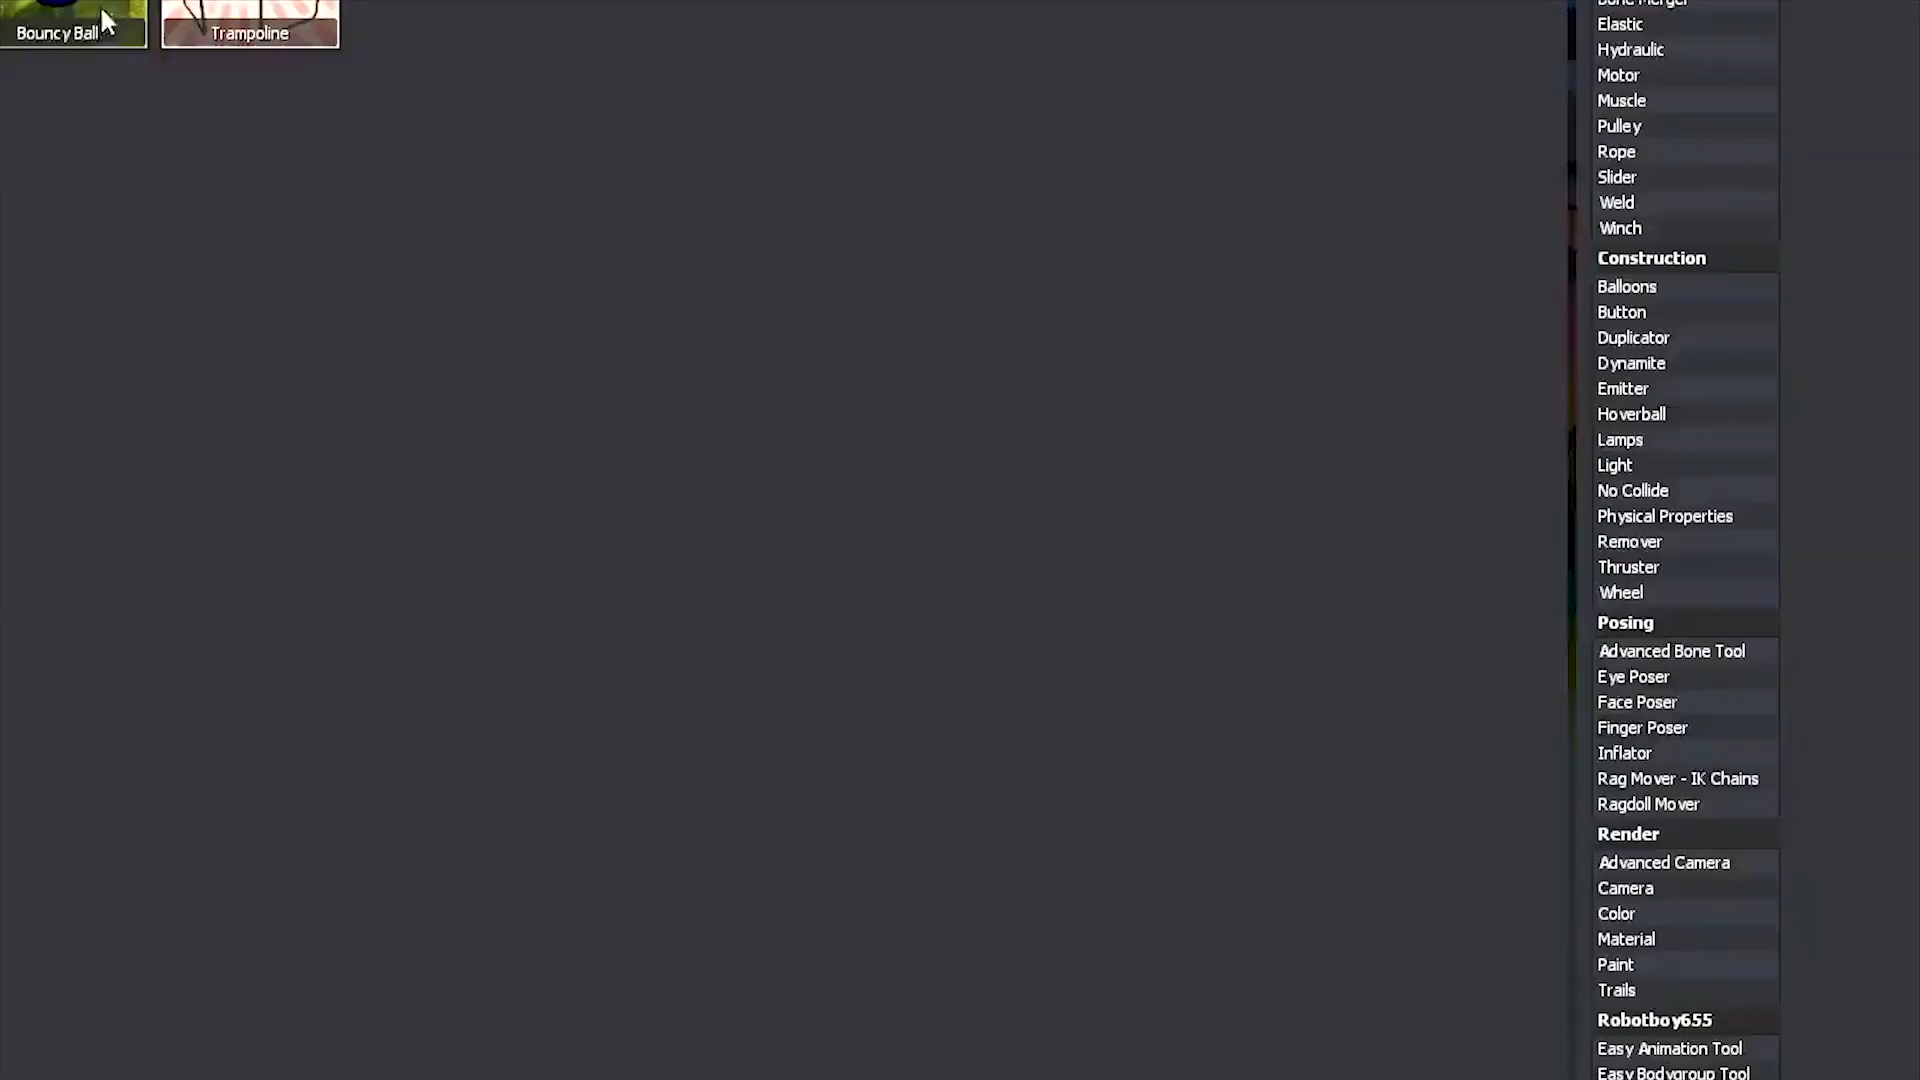 Bouncy Ball
Trampoline
Bone Merger
Elastic
Hydraulic
Motor
Muscle
Pulley
Rope
Slider
Weld
Winch
Construction
Balloons
Button
Duplicator
Dynamite
Emitter
Hoverball
Lamps
Light
No Collide
Physical Properties
Remover
Thruster
Wheel
Posing
Advanced Bone Tool
Eye Poser
Face Poser
Finger Poser
Inflator
Rag Mover - IK Chains
Ragdoll Mover
Render
Advanced Camera
Camera
Color
Material
Paint
Trails
Robotboy655
Easy Animation Tool
Easy Bodygroup Tool